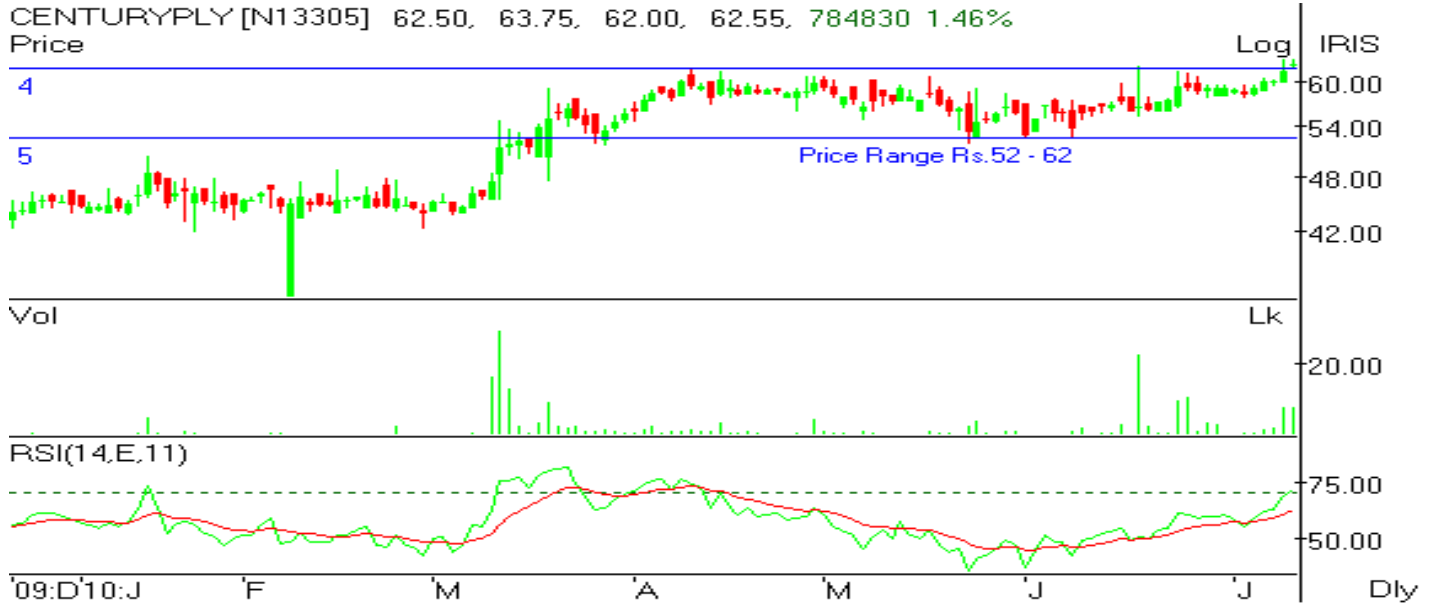 CENTURYPLY [N13305] 62.50, 63.75, 62.00, 62.55, 784830 1.46%
Price Log IRIS
4 60.00
54.00
5 Price Range Rs.52 - 62
48.00
42.00
Vol Lk
20.00
RSI(14,E,11)
75.00
50.00
'09:D'10:J 'F 'M 'A 'M 'J 'J Dly